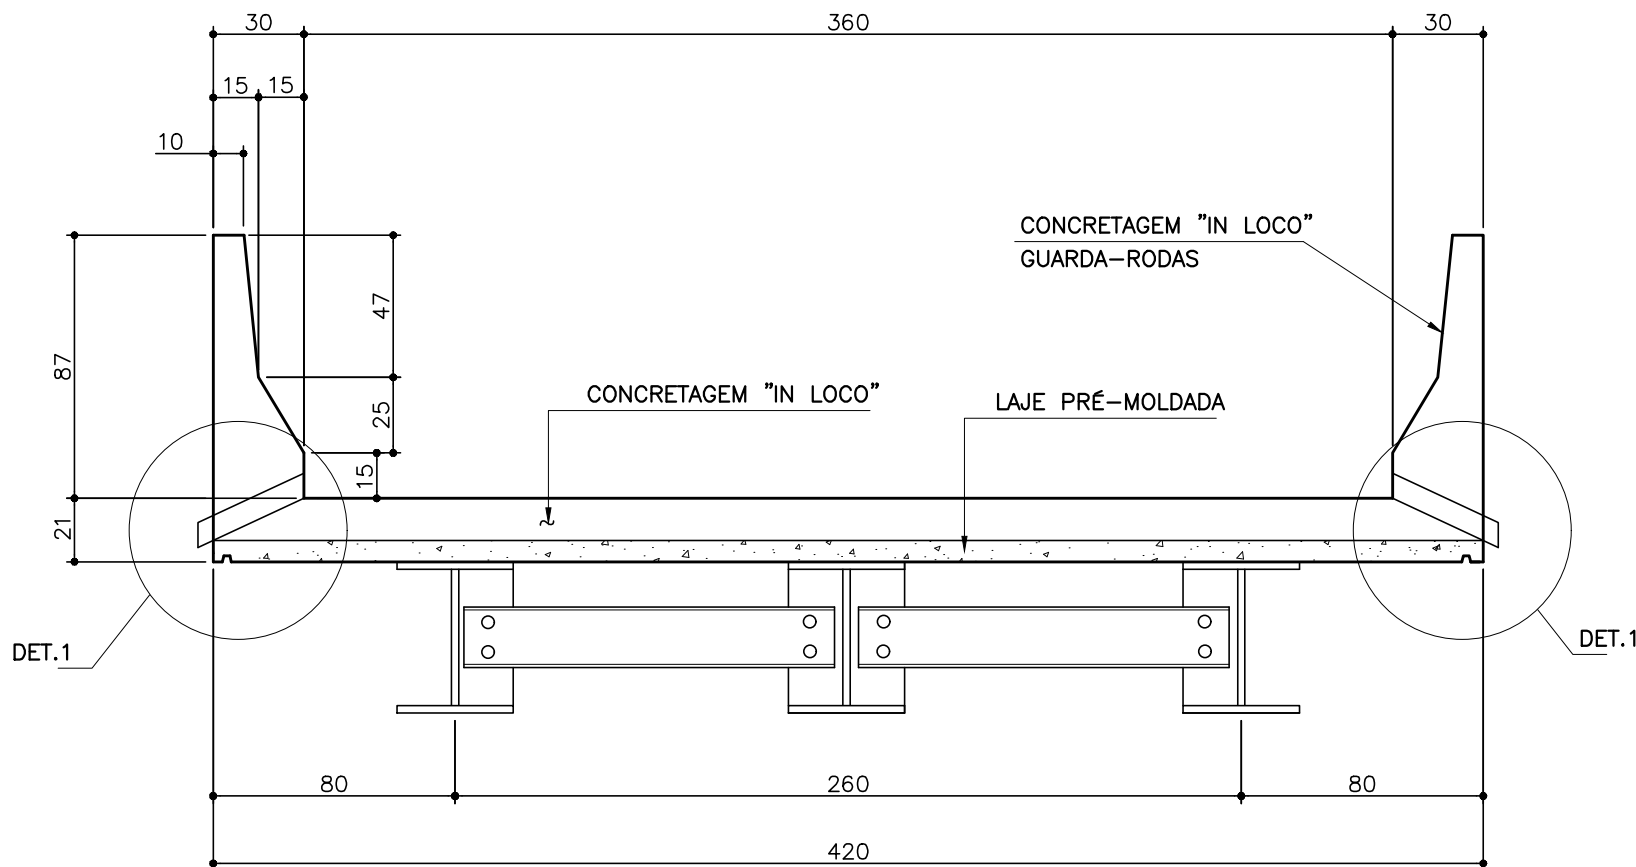 30
360
30
15
15
10
CONCRETAGEM "IN LOCO"
GUARDA-RODAS
47
87
CONCRETAGEM "IN LOCO"
LAJE PRÉ-MOLDADA
25
15
21
DET.1
DET.1
80
260
80
420